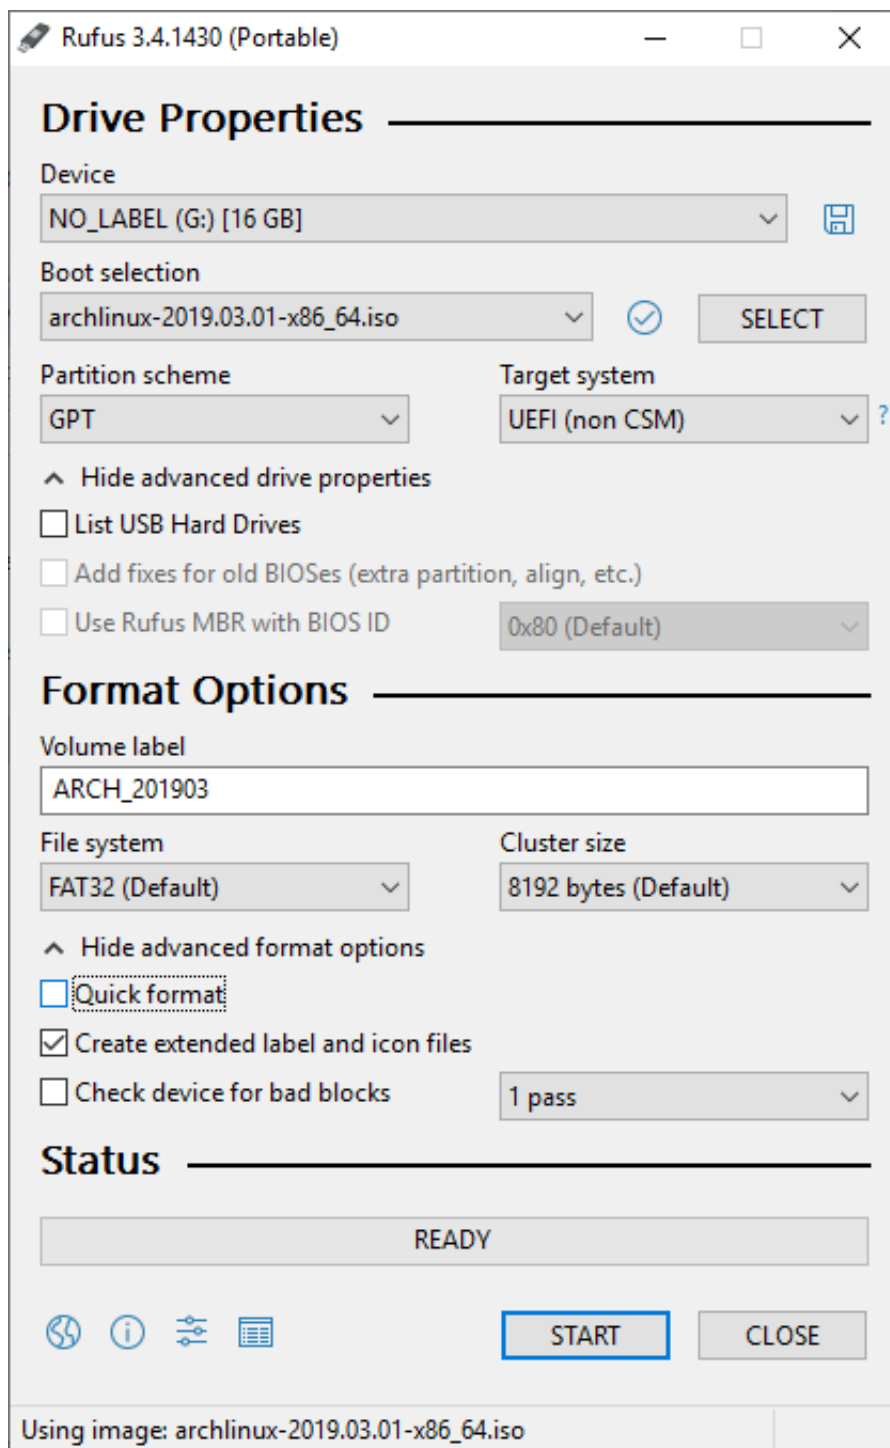 Rufus 3.4.1430 (Portable)
Drive Properties
Device
NO_LABEL (G:) [16 GB]
Boot selection
archlinux-2019.03.01-x86_64.iso
SELECT
Partition scheme
Target system
GPT
UEFI (non CSM)
?
Hide advanced drive properties
List USB Hard Drives
Add fixes for old BIOSes (extra partition, align, etc.)
Use Rufus MBR with BIOS ID
0x80 (Default)
Format Options
Volume label
ARCH_201903
File system
Cluster size
FAT32 (Default)
8192 bytes (Default)
Hide advanced format options
Quick format
Create extended label and icon files
Check device for bad blocks
1 pass
Status
READY
START
CLOSE
Using image: archlinux-2019.03.01-x86_64.iso